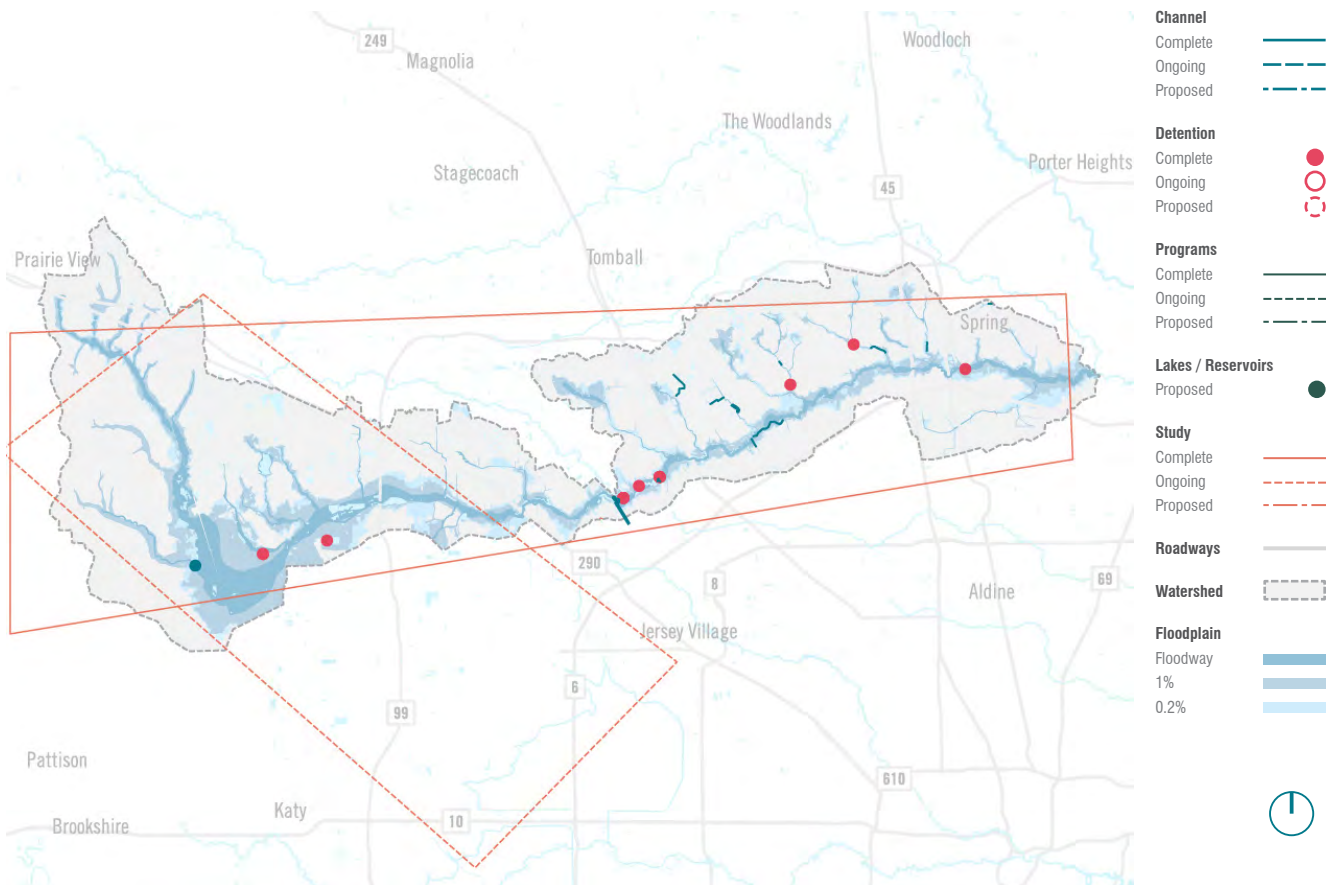 249
Magnolia
Woodloch
The Woodlands
Stagecoach
Porter Heights
45
Prairie View
Tomball
Spring
290
8
69
Aldine
Jersey Village
6
99
Pattison
610
Katy
10
Brookshire
Channel
Complete
Ongoing
Proposed
Detention
Complete
Ongoing
Proposed
Programs
Complete
Ongoing
Proposed
Lakes / Reservoirs
Proposed
Study
Complete
Ongoing
Proposed
Roadways
Watershed
Floodplain
Floodway
1%
0.2%